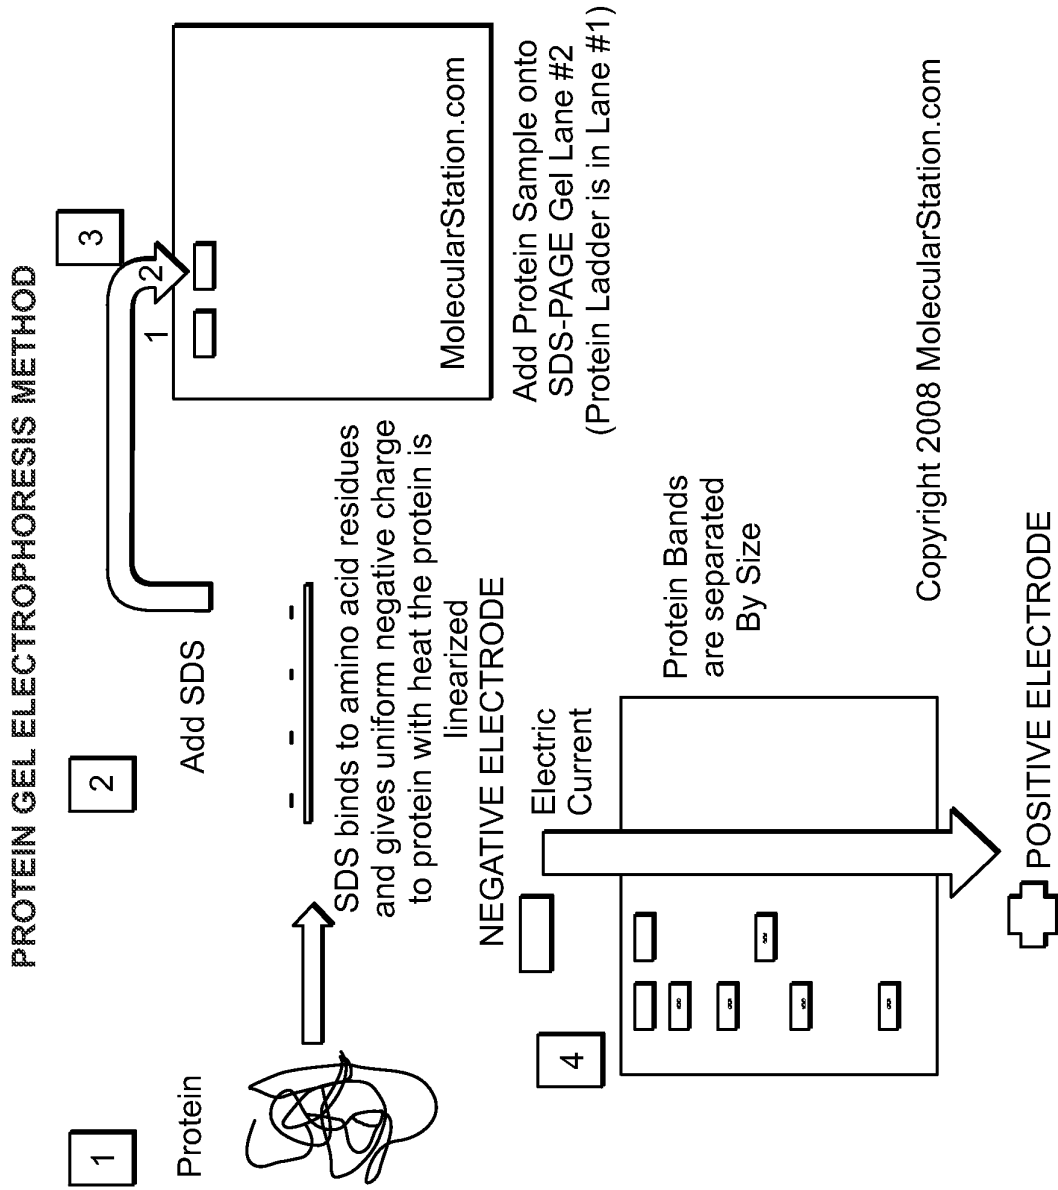 PROTEIN GEL ELECTROPHORESIS METHOD
1
Protein
2
Add SDS
SDS binds to amino acid residues
and gives uniform negative charge
to protein with heat the protein is
linearized
3
1
2
MolecularStation.com
Add Protein Sample onto
SDS-PAGE Gel Lane #2
(Protein Ladder is in Lane #1)
4
NEGATIVE ELECTRODE
Electric
Current
Protein Bands
are separated
By Size
Copyright 2008 MolecularStation.com
POSITIVE ELECTRODE